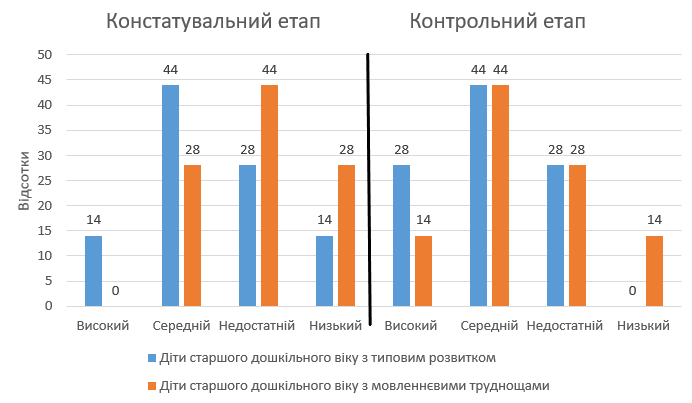 Констатувальний етап
Контрольний етап
Відсотки
50
45
40
35
30
25
20
15
10
5
0
14 0 44 28 28 44 14 28 28 14 44 44 28 28 0 14
Високий Середній Недостатній Низький Високий Середній Недостатній Низький
Діти старшого дошкільного віку з типовим розвитком
Діти старшого дошкільного віку з мовленнєвими труднощами